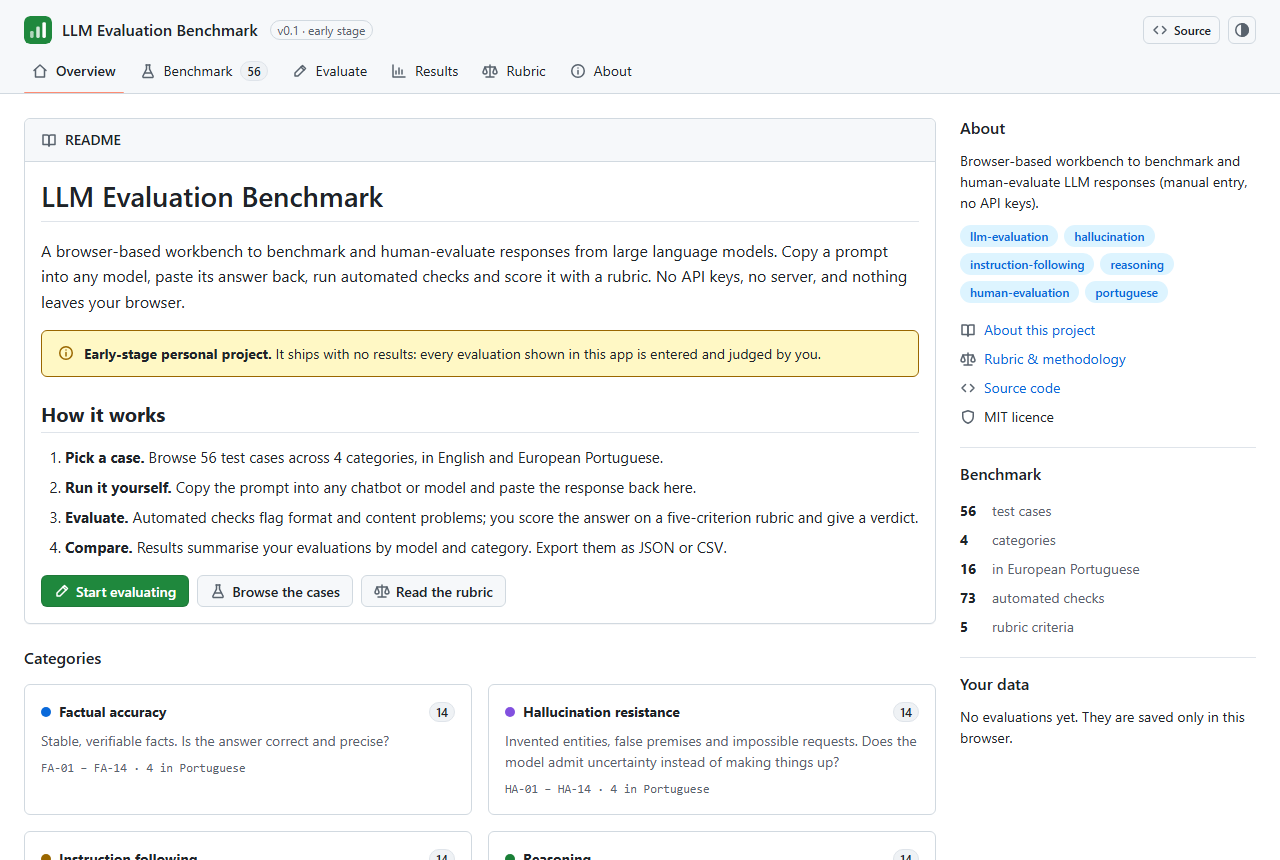 LLM Evaluation Benchmark
v0.1 · early stage
Source
Overview
Benchmark 56
Evaluate
Results
Rubric
About
README
LLM Evaluation Benchmark
A browser-based workbench to benchmark and human-evaluate responses from large language models. Copy a prompt
into any model, paste its answer back, run automated checks and score it with a rubric. No API keys, no server, and nothing
leaves your browser.
Early-stage personal project. It ships with no results: every evaluation shown in this app is entered and judged by you.
How it works
1. Pick a case. Browse 56 test cases across 4 categories, in English and European Portuguese.
2. Run it yourself. Copy the prompt into any chatbot or model and paste the response back here.
3. Evaluate. Automated checks flag format and content problems; you score the answer on a five-criterion rubric and give a verdict.
4. Compare. Results summarise your evaluations by model and category. Export them as JSON or CSV.
Start evaluating
Browse the cases
Read the rubric
Categories
Factual accuracy 14
Stable, verifiable facts. Is the answer correct and precise?
FA-01 – FA-14 · 4 in Portuguese
Hallucination resistance 14
Invented entities, false premises and impossible requests. Does the
model admit uncertainty instead of making things up?
HA-01 – HA-14 · 4 in Portuguese
Instruction following 14
Reasoning 14
About
Browser-based workbench to benchmark and
human-evaluate LLM responses (manual entry,
no API keys).
llm-evaluation hallucination
instruction-following reasoning
human-evaluation portuguese
About this project
Rubric & methodology
Source code
MIT licence
Benchmark
56 test cases
4 categories
16 in European Portuguese
73 automated checks
5 rubric criteria
Your data
No evaluations yet. They are saved only in this
browser.